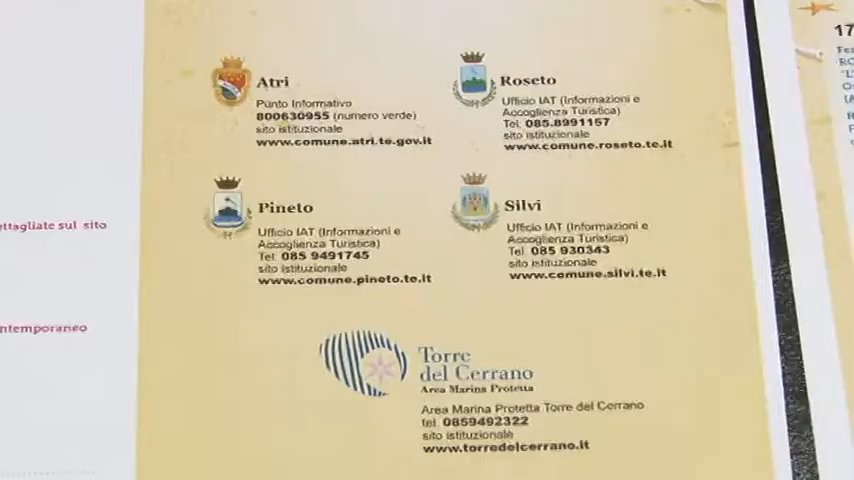 Atri
Punto Informativo
800630955 (numero verde)
sito istituzionale
www.comune.atri.te.gov.it
Roseto
Ufficio IAT (Informazioni e
Accoglienza Turistica)
Tel. 085.8991157
sito istituzionale
www.comune.roseto.te.it
Pineto
Ufficio IAT (Informazioni e
Accoglienza Turistica)
Tel. 085 9491745
sito istituzionale
www.comune.pineto.te.it
Silvi
Ufficio IAT (Informazioni e
Accoglienza Turistica)
Tel. 085 930343
sito istituzionale
www.comune.silvi.te.it
Torre
del Cerrano
Area Marina Protetta
Area Marina Protetta Torre del Cerrano
tel. 0859492322
sito istituzionale
www.torredelcerrano.it
ettagliate sul sito
ntemporaneo
17